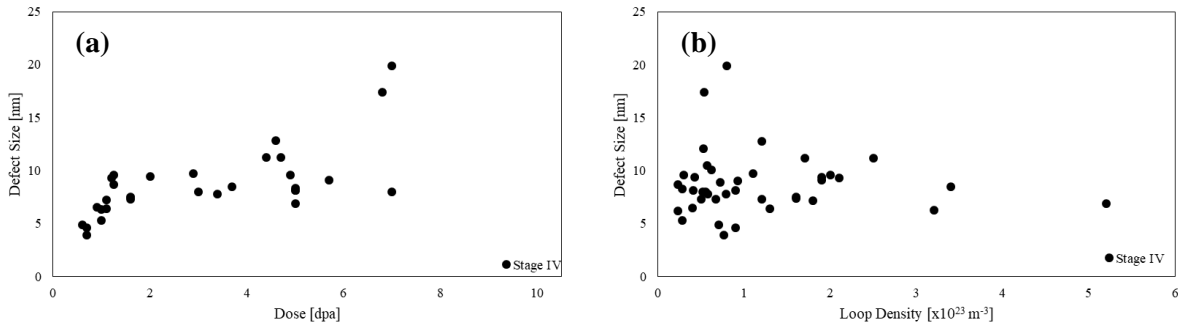 (a)
25
20
15
10
5
0
Defect Size [nm]
0 2 4 6 8 10
Dose [dpa]
Stage IV
(b)
25
20
15
10
5
0
Defect Size [nm]
0 1 2 3 4 5 6
Loop Density [x10²³ m⁻³]
Stage IV